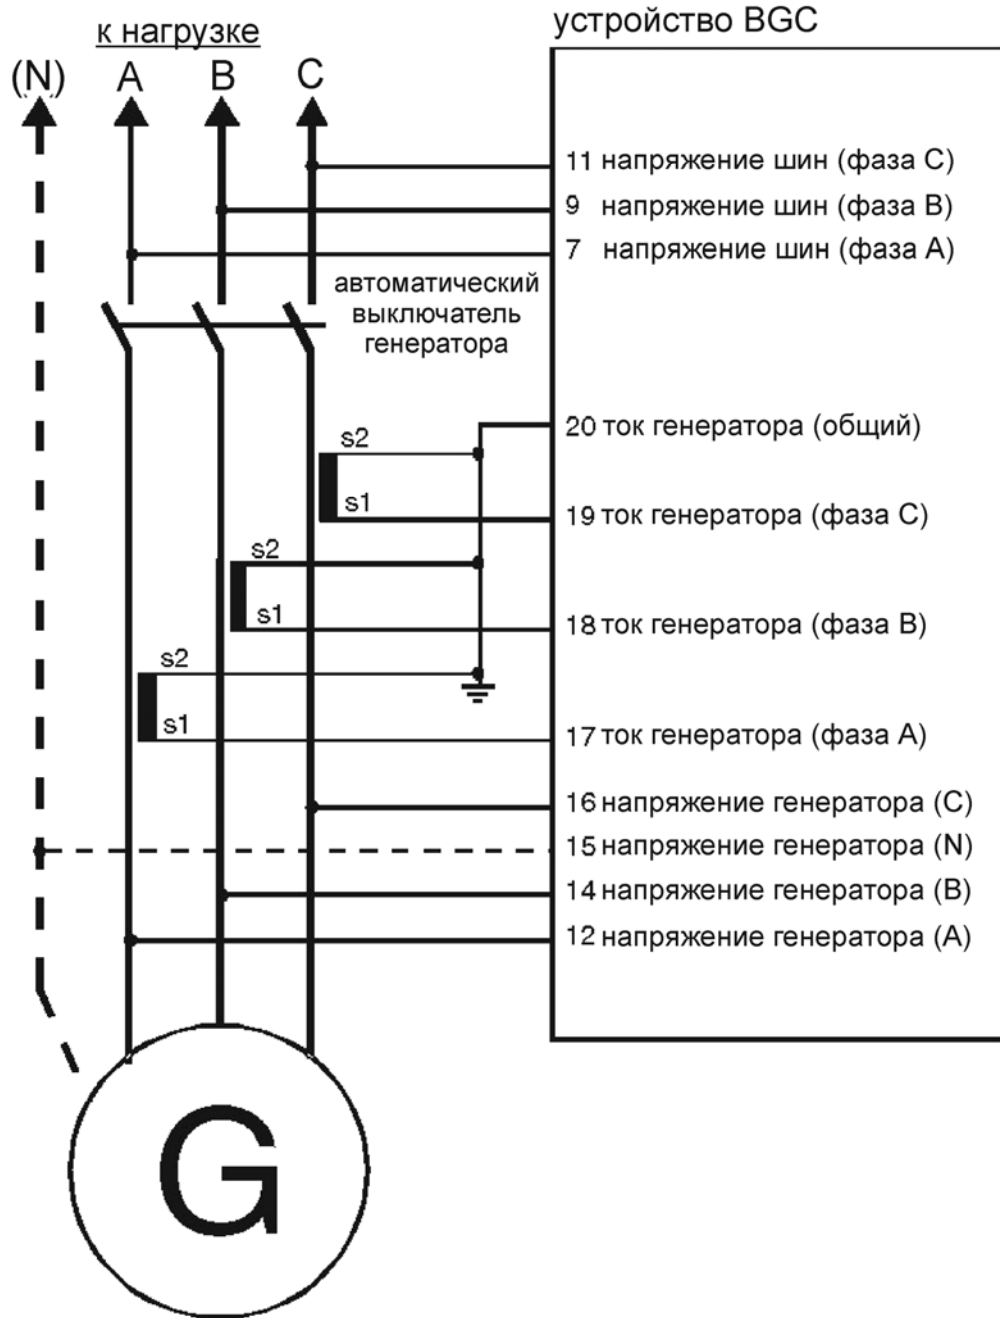 устройство BGC
к нагрузке
(N) A B C
11 напряжение шин (фаза C)
9 напряжение шин (фаза B)
7 напряжение шин (фаза A)
автоматический
выключатель
генератора
20 ток генератора (общий)
s2
s1
19 ток генератора (фаза C)
s2
s1
18 ток генератора (фаза B)
s2
s1
17 ток генератора (фаза A)
16 напряжение генератора (C)
15 напряжение генератора (N)
14 напряжение генератора (B)
12 напряжение генератора (A)
G